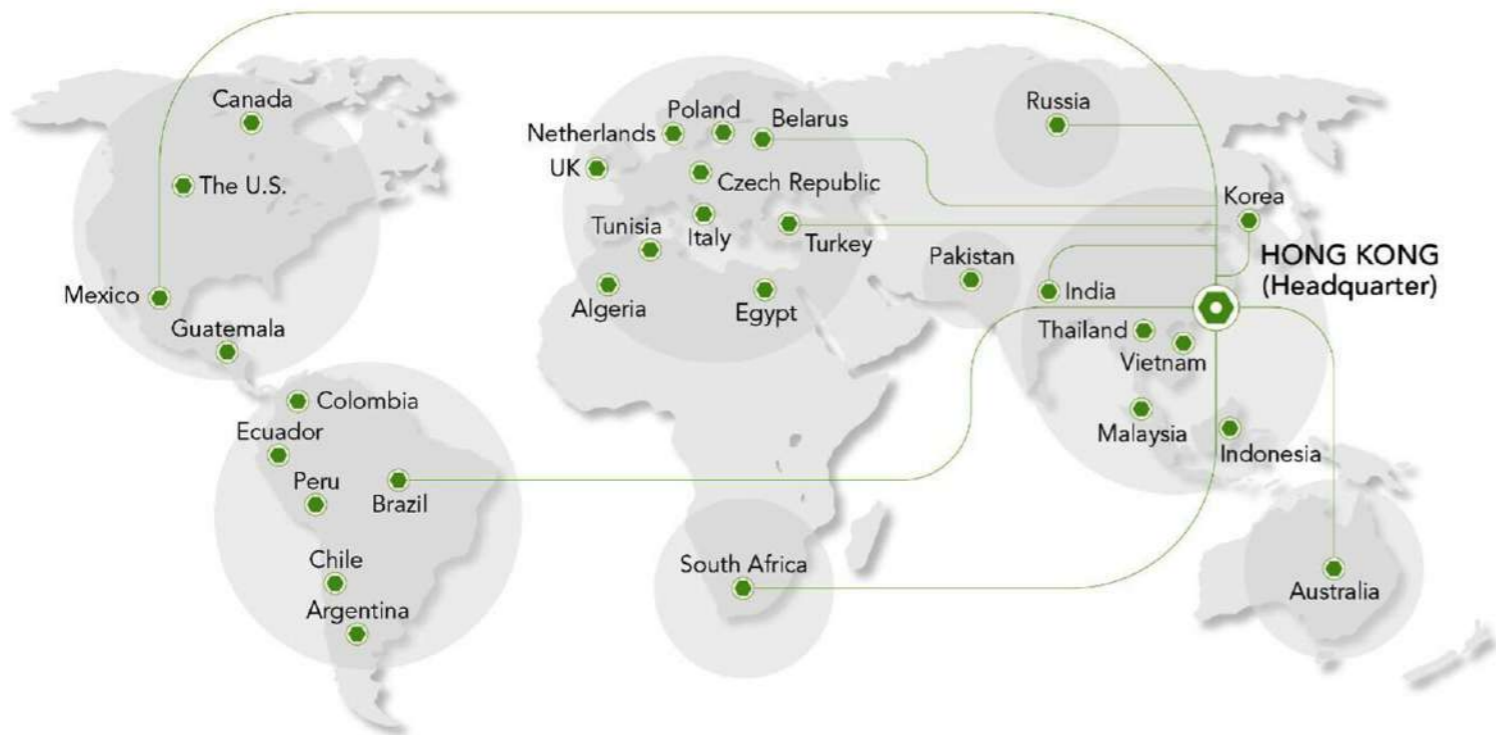 Canada
The U.S.
Mexico
Guatemala
Colombia
Ecuador
Peru
Brazil
Chile
Argentina
Netherlands
Poland
Belarus
UK
Czech Republic
Tunisia
Italy
Turkey
Algeria
Egypt
South Africa
Russia
Pakistan
Korea
India
HONG KONG
(Headquarter)
Thailand
Vietnam
Malaysia
Indonesia
Australia